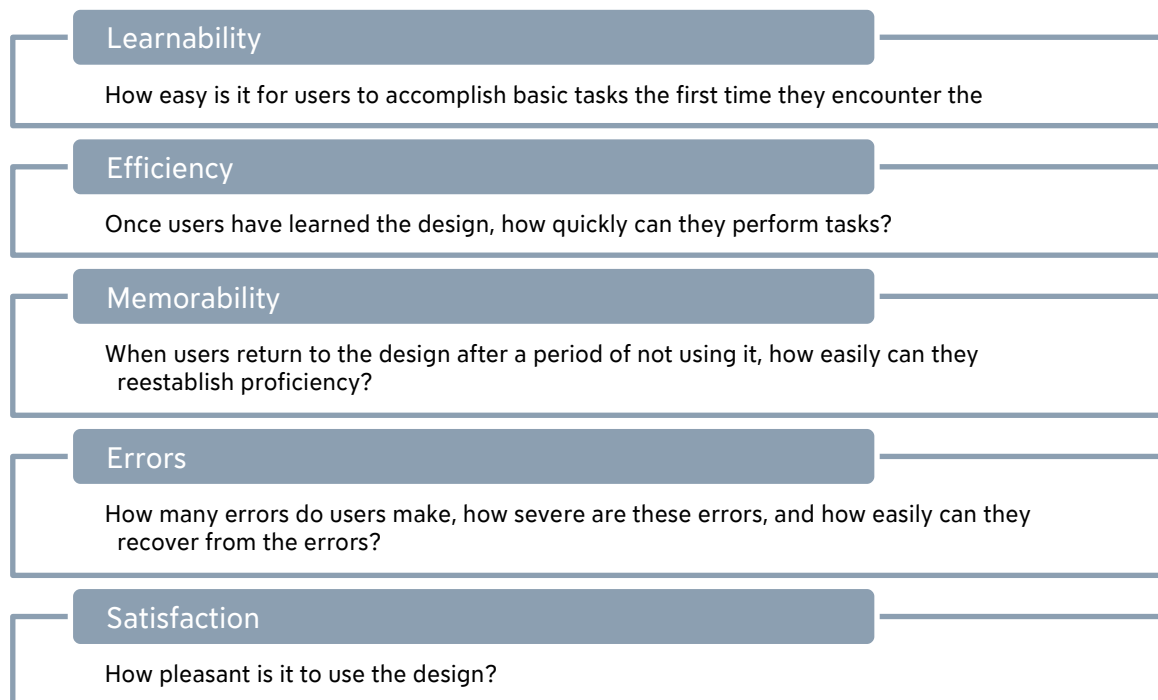 Learnability
How easy is it for users to accomplish basic tasks the first time they encounter the
Efficiency
Once users have learned the design, how quickly can they perform tasks?
Memorability
When users return to the design after a period of not using it, how easily can they
reestablish proficiency?
Errors
How many errors do users make, how severe are these errors, and how easily can they
recover from the errors?
Satisfaction
How pleasant is it to use the design?